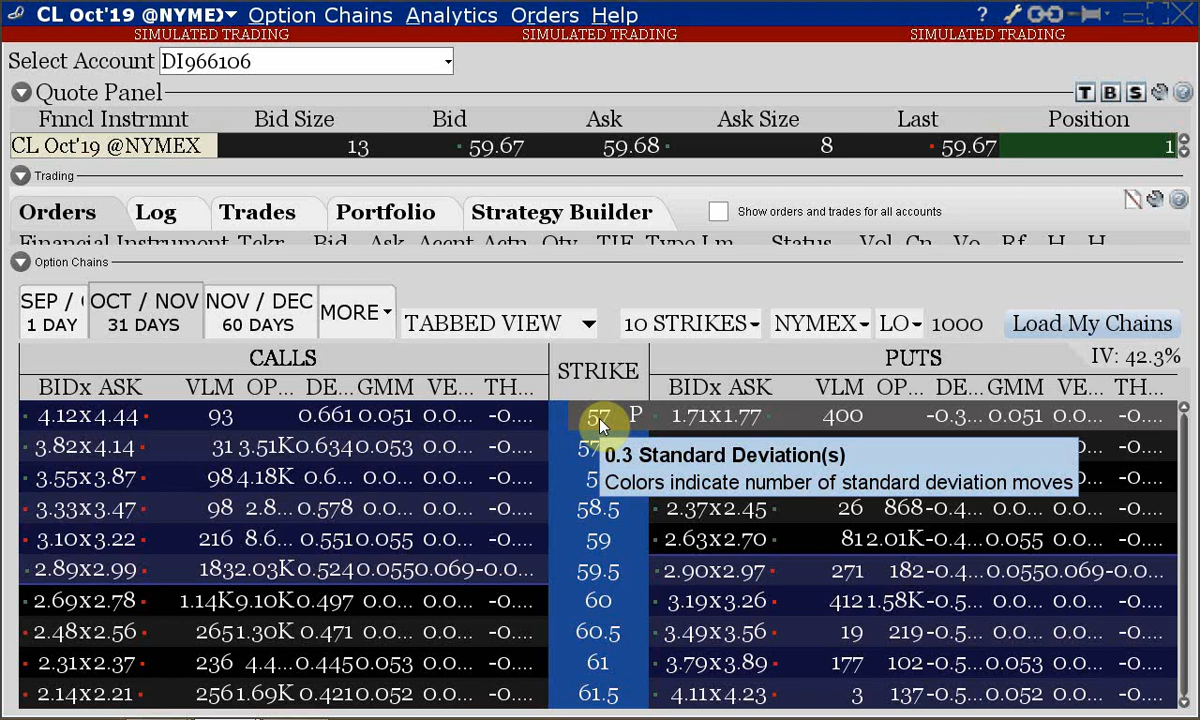 CL Oct'19 @NYMEX Option Chains Analytics Orders Help ?
SIMULATED TRADING SIMULATED TRADING SIMULATED TRADING
Select Account DI966106
Quote Panel T B S
Fnncl Instrmnt Bid Size Bid Ask Ask Size Last Position
CL Oct'19 @NYMEX 13 59.67 59.68 8 59.67 1
Trading
Orders Log Trades Portfolio Strategy Builder Show orders and trades for all accounts
Financial Instrument Tckr Bid Ask Accnt Actn Qty TIF Type Lm Status Vol Cn Vo Rf H H
Option Chains
SEP / OCT / NOV NOV / DEC MORE
1 DAY 31 DAYS 60 DAYS TABBED VIEW 10 STRIKES NYMEX LO 1000 Load My Chains
CALLS STRIKE PUTS IV: 42.3%
BIDx ASK VLM OP... DE... GMM VE... TH... BIDx ASK VLM OP... DE... GMM VE... TH...
4.12x4.44 93 0.661 0.051 0.0... -0.... 57 P 1.71x1.77 400 -0.3... 0.051 0.0... -0....
3.82x4.14 31 3.51K 0.634 0.053 0.0... -0.... -0....
0.3 Standard Deviation(s)
Colors indicate number of standard deviation moves
3.55x3.87 98 4.18K 0.6... 0.0... 0.0... -0.... -0....
3.33x3.47 98 2.8... 0.578 0.0... 0.0... -0.... 58.5 2.37x2.45 26 868 -0.4... 0.0... 0.0... -0....
3.10x3.22 216 8.6... 0.551 0.055 0.0... -0.... 59 2.63x2.70 81 2.01K -0.4... 0.055 0.0... -0....
2.89x2.99 183 2.03K 0.524 0.055 0.069 -0.0... 59.5 2.90x2.97 271 182 -0.4... 0.055 0.069 -0.0...
2.69x2.78 1.14K 9.10K 0.497 0.0... 0.0... -0.... 60 3.19x3.26 412 1.58K -0.5... 0.0... 0.0... -0....
2.48x2.56 265 1.30K 0.471 0.0... 0.0... -0.... 60.5 3.49x3.56 19 219 -0.5... 0.0... 0.0... -0....
2.31x2.37 236 4.4... 0.445 0.053 0.0... -0.... 61 3.79x3.89 177 102 -0.5... 0.053 0.0... -0....
2.14x2.21 256 1.69K 0.421 0.052 0.0... -0.... 61.5 4.11x4.23 3 137 -0.5... 0.052 0.0... -0....